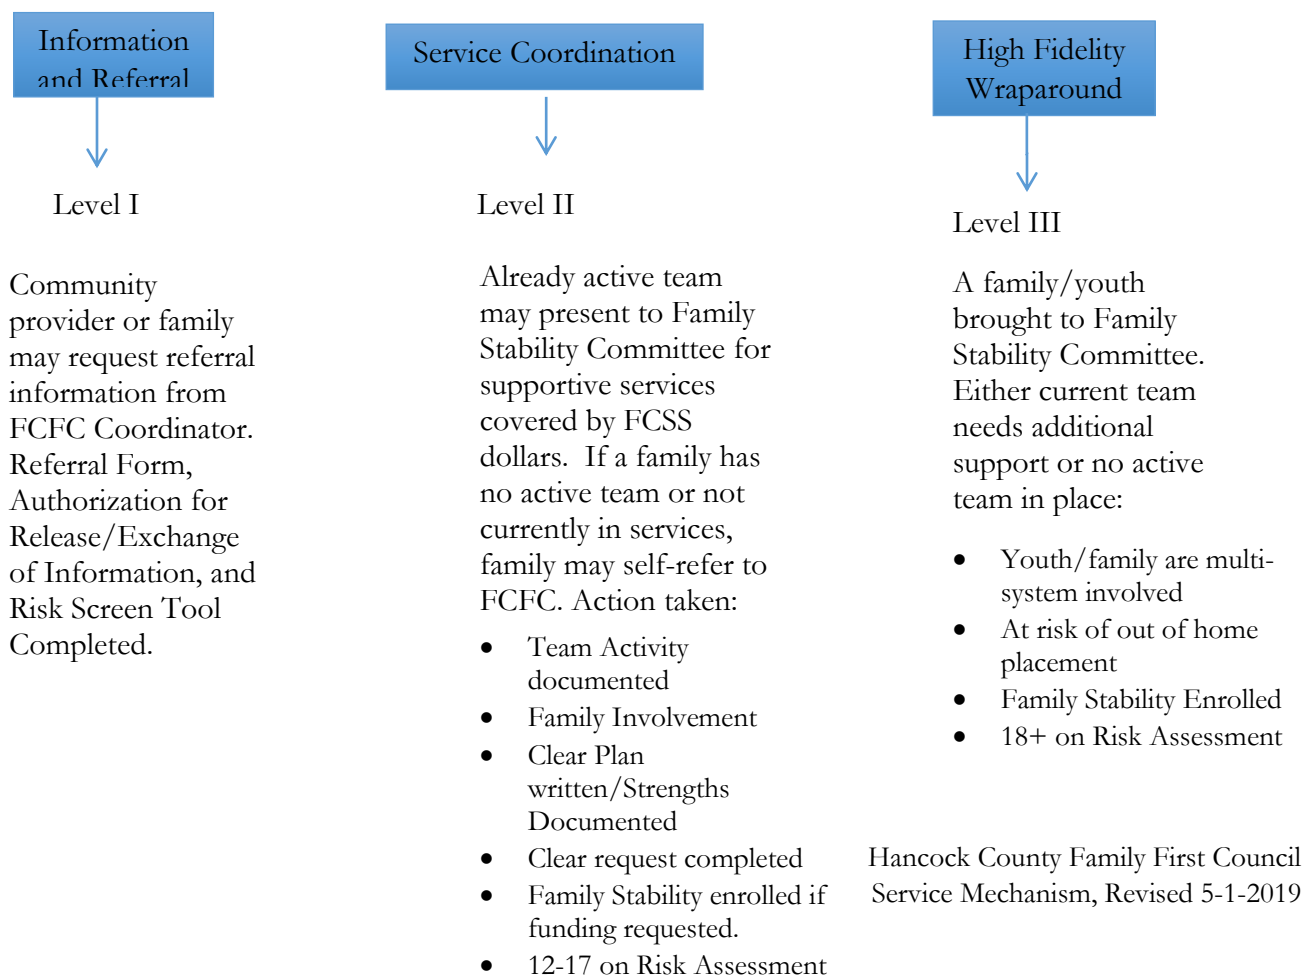 Information
and Referral
Level I
Community
provider or family
may request referral
information from
FCFC Coordinator.
Referral Form,
Authorization for
Release/Exchange
of Information, and
Risk Screen Tool
Completed.
Service Coordination
Level II
Already active team
may present to Family
Stability Committee for
supportive services
covered by FCSS
dollars.  If a family has
no active team or not
currently in services,
family may self-refer to
FCFC. Action taken:
• Team Activity
documented
• Family Involvement
• Clear Plan
written/Strengths
Documented
• Clear request completed
• Family Stability enrolled if
funding requested.
• 12-17 on Risk Assessment
High Fidelity
Wraparound
Level III
A family/youth
brought to Family
Stability Committee.
Either current team
needs additional
support or no active
team in place:
• Youth/family are multi-
system involved
• At risk of out of home
placement
• Family Stability Enrolled
• 18+ on Risk Assessment
Hancock County Family First Council
Service Mechanism, Revised 5-1-2019